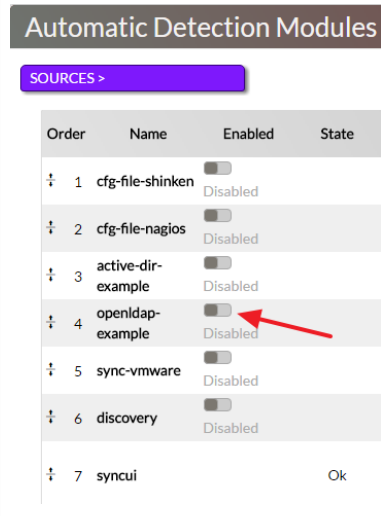 Automatic Detection Modules
SOURCES >
Order Name Enabled State
1 cfg-file-shinken Disabled
2 cfg-file-nagios Disabled
3 active-dir-
example Disabled
4 openldap-
example Disabled
5 sync-vmware Disabled
6 discovery Disabled
7 syncui Ok